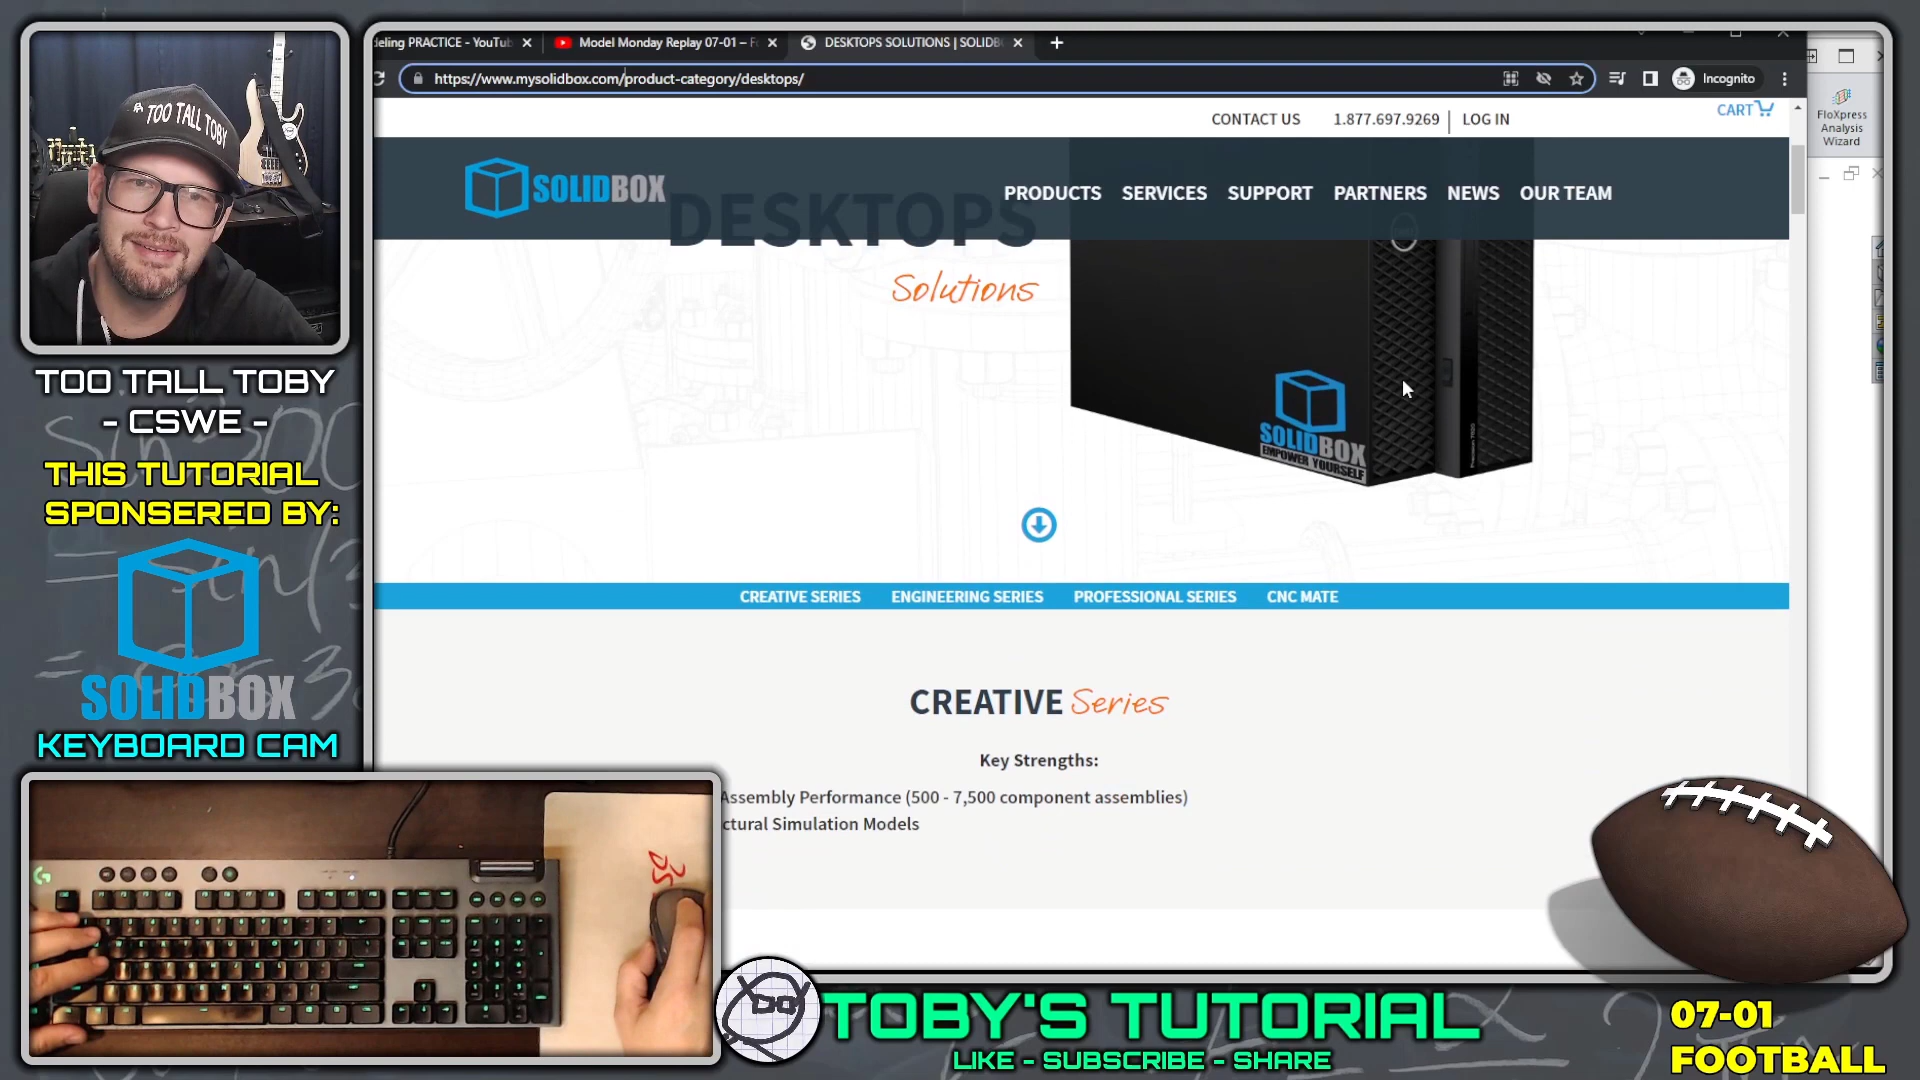 TOO TALL TOBY
TOO TALL TOBY
- CSWE -
THIS TUTORIAL
SPONSERED BY:
SOLIDBOX
KEYBOARD CAM
deling PRACTICE - YouTub
Model Monday Replay 07-01 – F
DESKTOPS SOLUTIONS | SOLIDB
https://www.mysolidbox.com/product-category/desktops/
Incognito
CONTACT US
1.877.697.9269
LOG IN
CART
SOLIDBOX
PRODUCTS
SERVICES
SUPPORT
PARTNERS
NEWS
OUR TEAM
DESKTOPS
Solutions
SOLIDBOX
EMPOWER YOURSELF
CREATIVE SERIES
ENGINEERING SERIES
PROFESSIONAL SERIES
CNC MATE
CREATIVE Series
Key Strengths:
Assembly Performance (500 - 7,500 component assemblies)
ctural Simulation Models
FloXpress
Analysis
Wizard
TOBY'S TUTORIAL
LIKE - SUBSCRIBE - SHARE
07-01
FOOTBALL